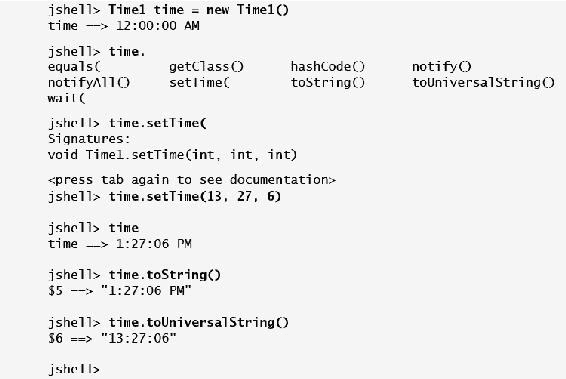 jshell> Time1 time = new Time1()
time ==> 12:00:00 AM
jshell> time.
equals( getClass() hashCode() notify()
notifyAll() setTime( toString() toUniversalString()
wait(
jshell> time.setTime(
Signatures:
void Time1.setTime(int, int, int)
<press tab again to see documentation>
jshell> time.setTime(13, 27, 6)
jshell> time
time ==> 1:27:06 PM
jshell> time.toString()
$5 ==> "1:27:06 PM"
jshell> time.toUniversalString()
$6 ==> "13:27:06"
jshell>